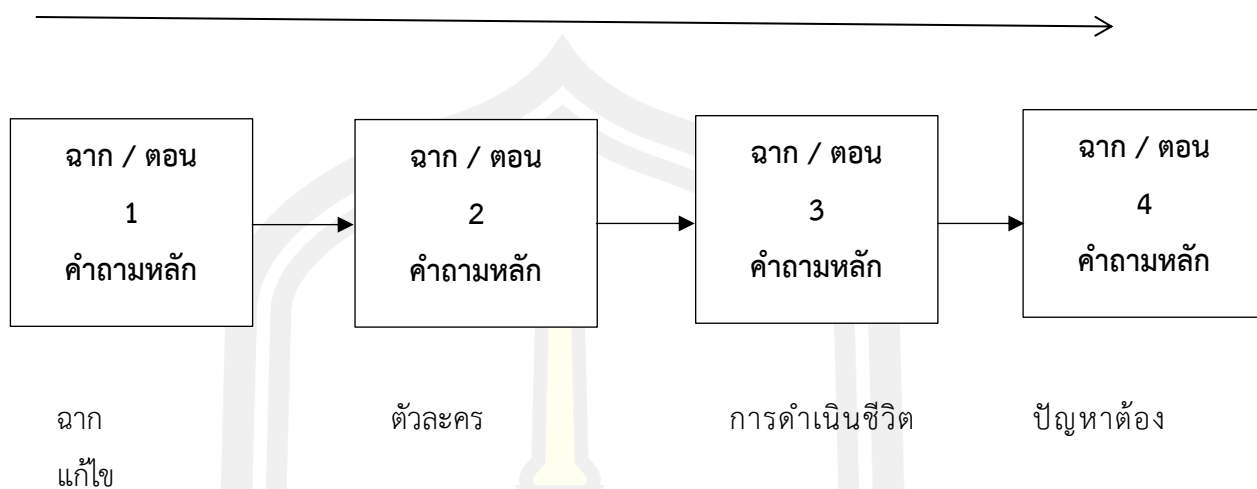 ฉาก / ตอน
1
คำถามหลัก
ฉาก / ตอน
2
คำถามหลัก
ฉาก / ตอน
3
คำถามหลัก
ฉาก / ตอน
4
คำถามหลัก
ฉาก ตัวละคร การดำเนินชีวิต ปัญหาต้อง
แก้ไข